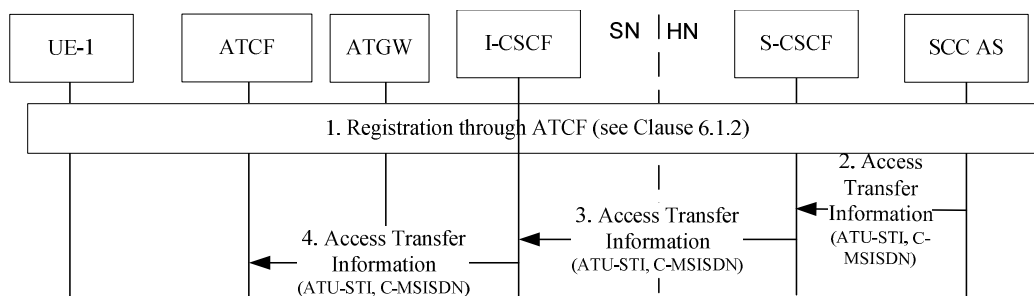 UE-1
ATCF
ATGW
I-CSCF
SN
HN
S-CSCF
SCC AS
1. Registration through ATCF (see Clause 6.1.2)
2. Access
Transfer
Information
(ATU-STI, C-
MSISDN)
3. Access Transfer
Information
(ATU-STI, C-MSISDN)
4. Access Transfer
Information
(ATU-STI, C-MSISDN)